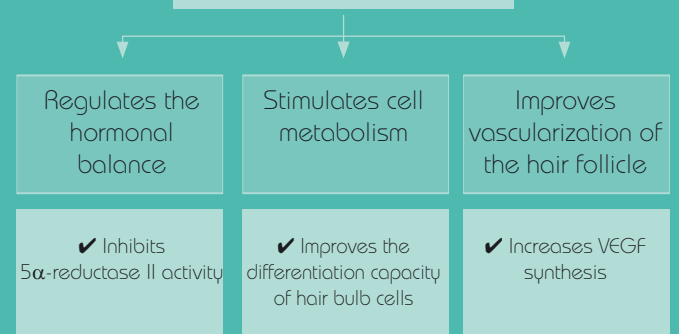 Regulates the
hormonal
balance
Stimulates cell
metabolism
Improves
vascularization of
the hair follicle
✔ Inhibits
5α-reductase II activity
✔ Improves the
differentiation capacity
of hair bulb cells
✔ Increases VEGF
synthesis